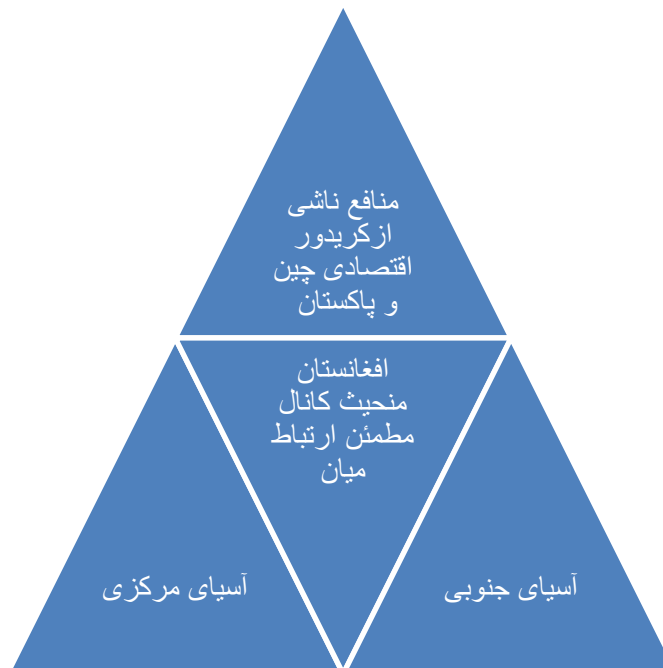 منافع ناشی
ازکریدور
اقتصادی چین
و پاکستان
افغانستان
منحیث کانال
مطمئن ارتباط
میان
آسیای جنوبی
آسیای مرکزی